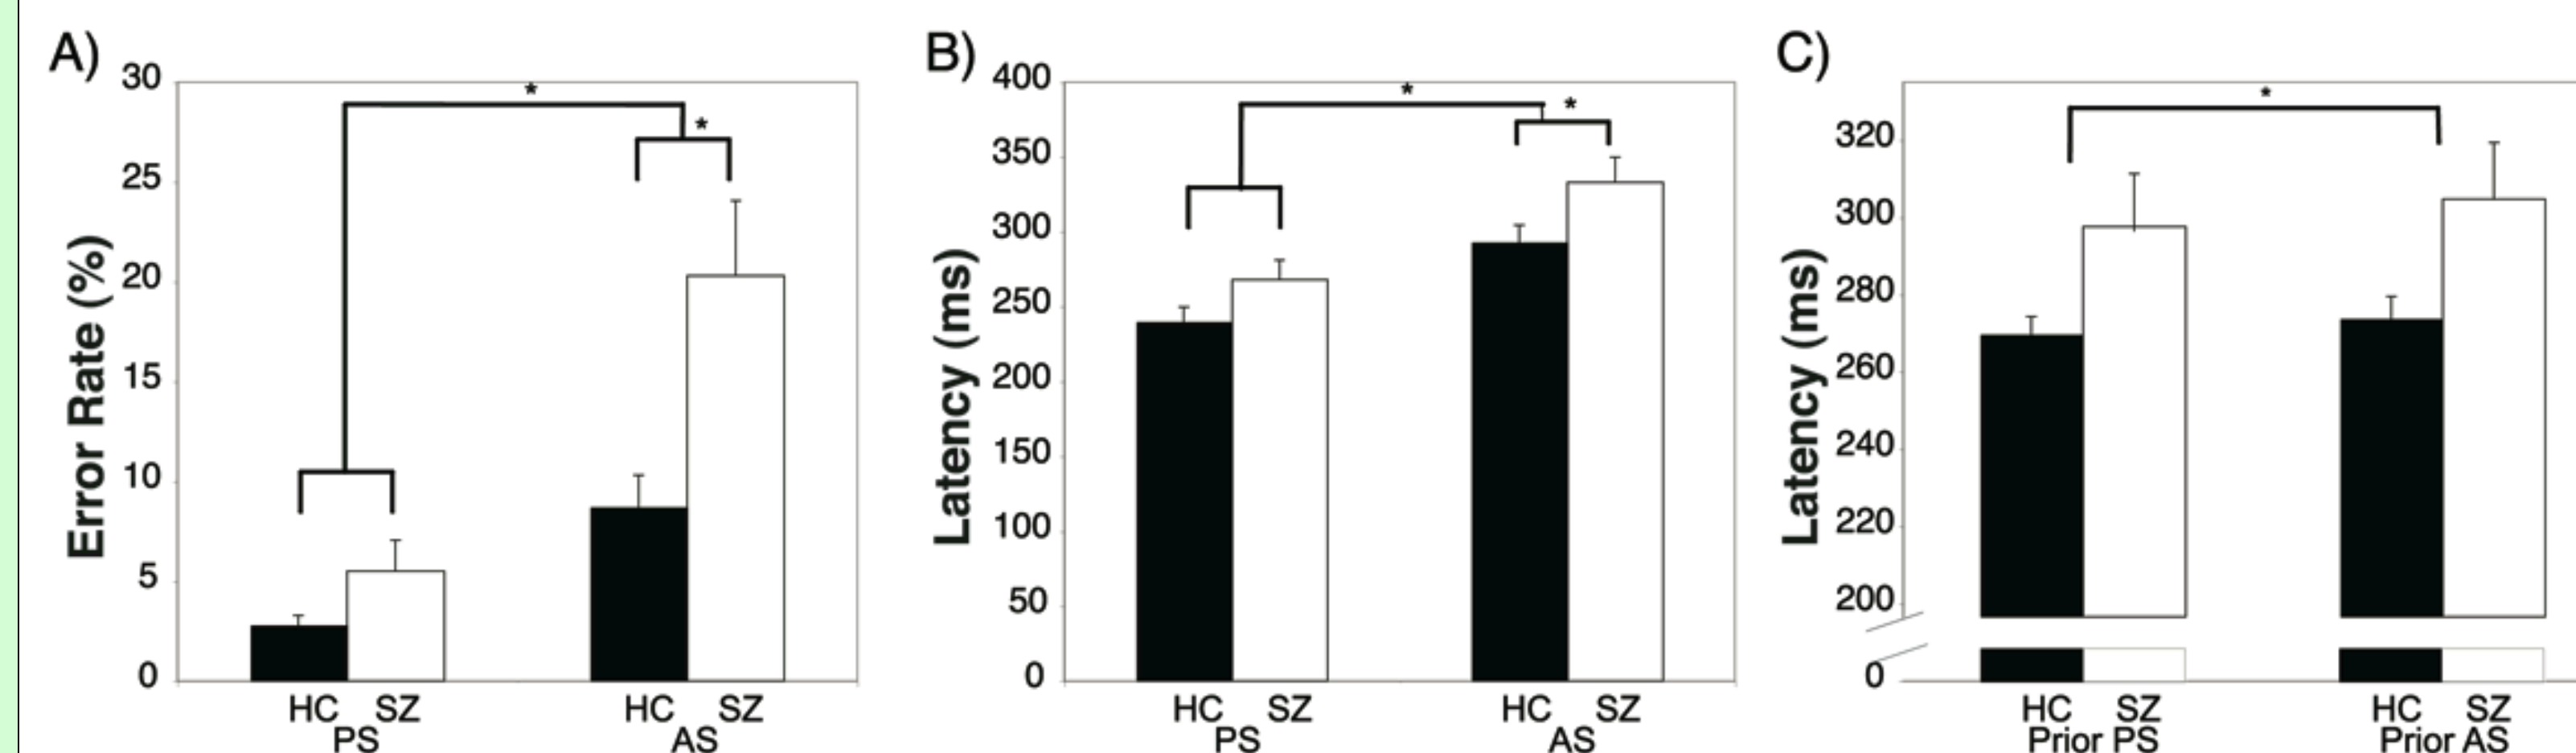 A)
Error Rate (%)
30
25
20
15
10
5
0
*
*
HC SZ
PS
HC SZ
AS
B)
Latency (ms)
400
350
300
250
200
150
100
50
0
*
*
HC SZ
PS
HC SZ
AS
C)
Latency (ms)
320
300
280
260
240
220
200
0
*
HC SZ
Prior PS
HC SZ
Prior AS